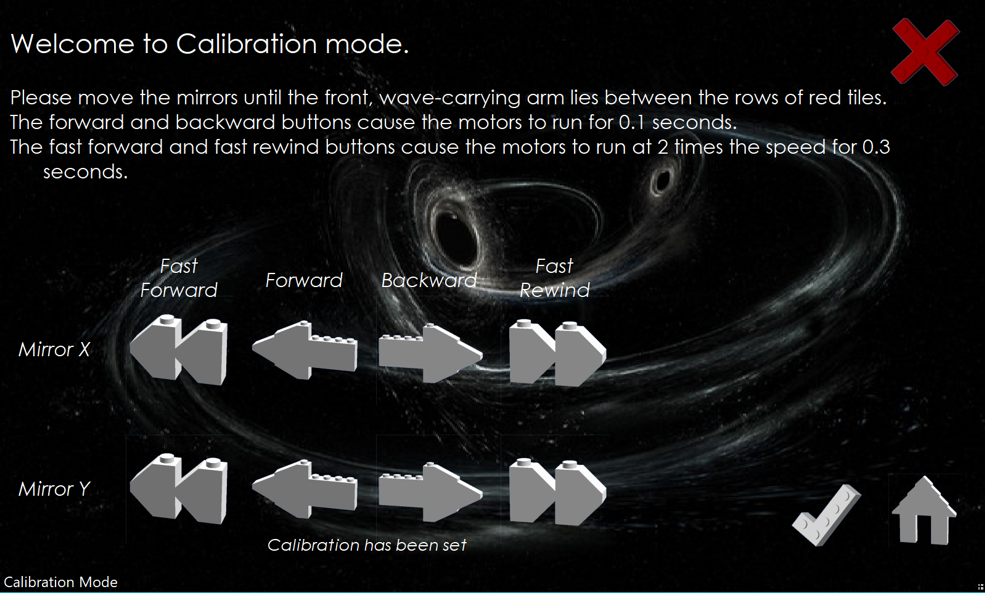 Welcome to Calibration mode.
Please move the mirrors until the front, wave-carrying arm lies between the rows of red tiles.
The forward and backward buttons cause the motors to run for 0.1 seconds.
The fast forward and fast rewind buttons cause the motors to run at 2 times the speed for 0.3
seconds.
Fast
Forward
Forward
Backward
Fast
Rewind
Mirror X
Mirror Y
Calibration has been set
Calibration Mode